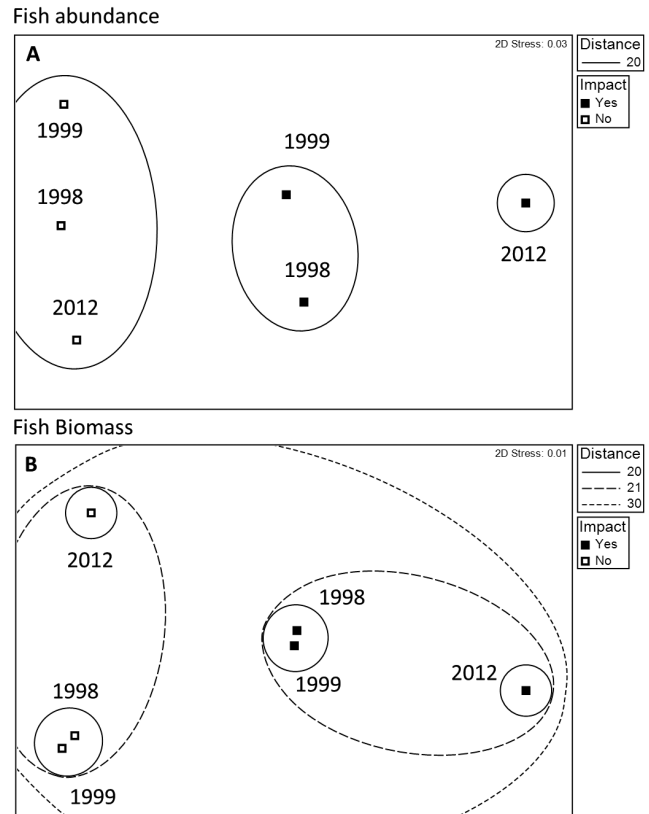 Fish abundance
A
2D Stress: 0.03
Distance
20
Impact
Yes
No
1999
1999
1998
1998
2012
2012
Fish Biomass
B
2D Stress: 0.01
Distance
20
21
30
Impact
Yes
No
2012
1998
2012
1999
1998
1999